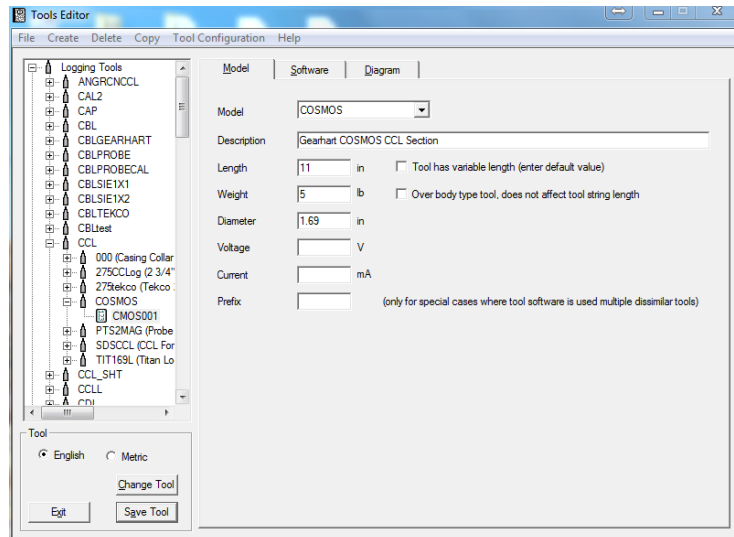 Tools Editor
File Create Delete Copy Tool Configuration Help
Logging Tools
ANGRCNCCL
CAL2
CAP
CBL
CBLGEARHART
CBLPROBE
CBLPROBECAL
CBLSIE1X1
CBLSIE1X2
CBLTEKCO
CBLtest
CCL
000 (Casing Collar
275CCLog (2 3/4"
275tekco (Tekco
COSMOS
CMOS001
PTS2MAG (Probe
SDSCCL (CCL For
TIT169L (Titan Lo
CCL_SHT
CCLL
CDL
Tool
English Metric
Change Tool
Exit Save Tool
Model Software Diagram
Model COSMOS
Description Gearhart COSMOS CCL Section
Length 11 in Tool has variable length (enter default value)
Weight 5 lb Over body type tool, does not affect tool string length
Diameter 1.69 in
Voltage V
Current mA
Prefix (only for special cases where tool software is used multiple dissimilar tools)